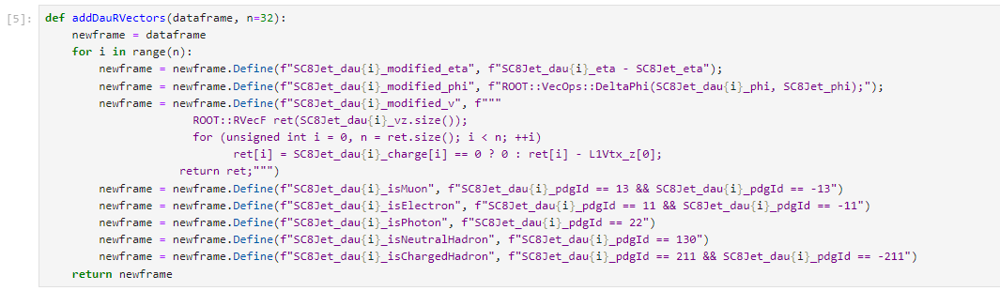 [5]:
def addDauRVectors(dataframe, n=32):
    newframe = dataframe
    for i in range(n):
        newframe = newframe.Define(f"SC8Jet_dau{i}_modified_eta", f"SC8Jet_dau{i}_eta - SC8Jet_eta");
        newframe = newframe.Define(f"SC8Jet_dau{i}_modified_phi", f"ROOT::VecOps::DeltaPhi(SC8Jet_dau{i}_phi, SC8Jet_phi);");
        newframe = newframe.Define(f"SC8Jet_dau{i}_modified_v", f"""
                      ROOT::RVecF ret(SC8Jet_dau{i}_vz.size());
                      for (unsigned int i = 0, n = ret.size(); i < n; ++i)
                            ret[i] = SC8Jet_dau{i}_charge[i] == 0 ? 0 : ret[i] - L1Vtx_z[0];
                    return ret;""")
        newframe = newframe.Define(f"SC8Jet_dau{i}_isMuon", f"SC8Jet_dau{i}_pdgId == 13 && SC8Jet_dau{i}_pdgId == -13")
        newframe = newframe.Define(f"SC8Jet_dau{i}_isElectron", f"SC8Jet_dau{i}_pdgId == 11 && SC8Jet_dau{i}_pdgId == -11")
        newframe = newframe.Define(f"SC8Jet_dau{i}_isPhoton", f"SC8Jet_dau{i}_pdgId == 22")
        newframe = newframe.Define(f"SC8Jet_dau{i}_isNeutralHadron", f"SC8Jet_dau{i}_pdgId == 130")
        newframe = newframe.Define(f"SC8Jet_dau{i}_isChargedHadron", f"SC8Jet_dau{i}_pdgId == 211 && SC8Jet_dau{i}_pdgId == -211")
    return newframe